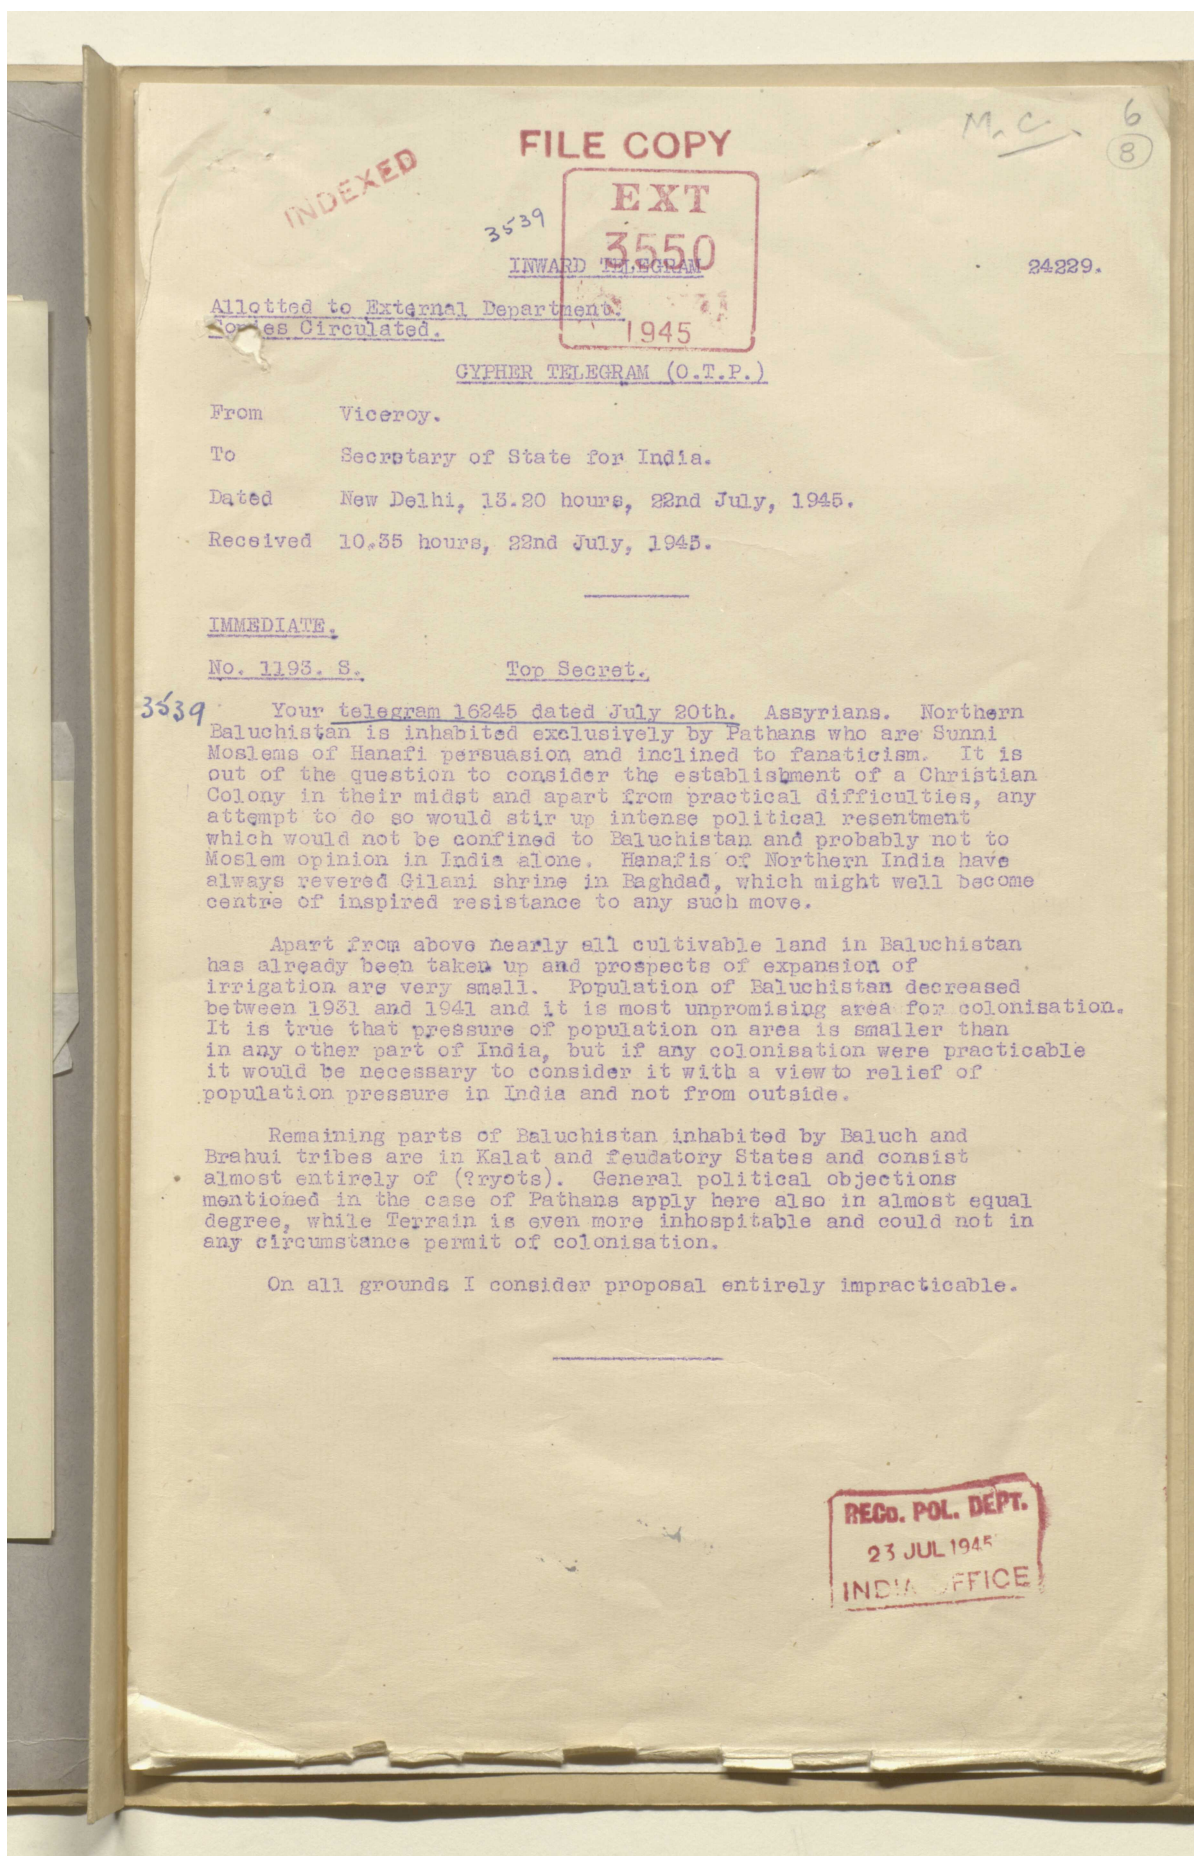 M.C. 6
8
FILE COPY
INDEXED
EXT
3539
3550
INWARD TELEGRAM 24229.
Allotted to External Department.
Copies Circulated.
1945
CYPHER TELEGRAM (O.T.P.)
From Viceroy.
To Secretary of State for India.
Dated New Delhi, 13.20 hours, 22nd July, 1945.
Received 10.35 hours, 22nd July, 1945.
IMMEDIATE.
No. 1193. S. Top Secret.
3539 Your telegram 16245 dated July 20th. Assyrians. Northern
Baluchistan is inhabited exclusively by Pathans who are Sunni
Moslems of Hanafi persuasion and inclined to fanaticism. It is
out of the question to consider the establishment of a Christian
Colony in their midst and apart from practical difficulties, any
attempt to do so would stir up intense political resentment
which would not be confined to Baluchistan and probably not to
Moslem opinion in India alone. Hanafis of Northern India have
always revered Gilani shrine in Baghdad, which might well become
centre of inspired resistance to any such move.
Apart from above nearly all cultivable land in Baluchistan
has already been taken up and prospects of expansion of
irrigation are very small. Population of Baluchistan decreased
between 1931 and 1941 and it is most unpromising area for colonisation.
It is true that pressure of population on area is smaller than
in any other part of India, but if any colonisation were practicable
it would be necessary to consider it with a view to relief of
population pressure in India and not from outside.
Remaining parts of Baluchistan inhabited by Baluch and
Brahui tribes are in Kalat and feudatory States and consist
almost entirely of (?ryots). General political objections
mentioned in the case of Pathans apply here also in almost equal
degree, while Terrain is even more inhospitable and could not in
any circumstance permit of colonisation.
On all grounds I consider proposal entirely impracticable.
RECD. POL. DEPT.
23 JUL 1945
INDIA OFFICE